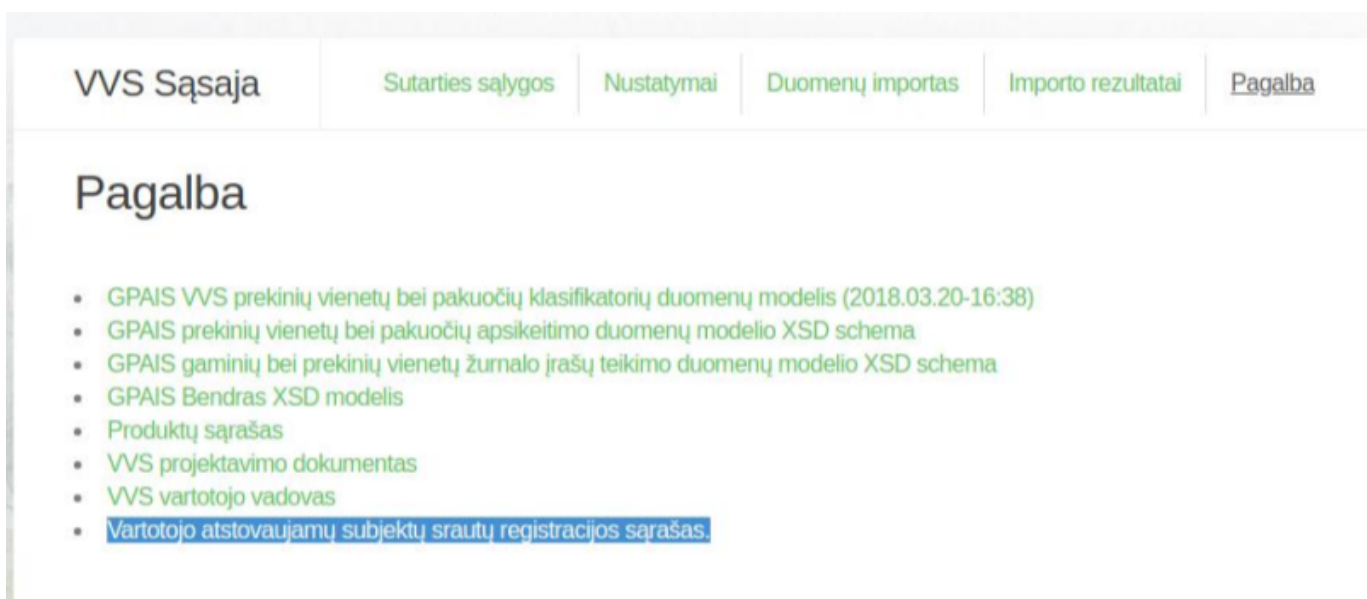 VVS Sąsaja
Sutarties sąlygos
Nustatymai
Duomenų importas
Importo rezultatai
Pagalba
Pagalba
GPAIS VVS prekinių vienetų bei pakuočių klasifikatorių duomenų modelis (2018.03.20-16:38)
GPAIS prekinių vienetų bei pakuočių apsikeitimo duomenų modelio XSD schema
GPAIS gaminių bei prekinių vienetų žurnalo įrašų teikimo duomenų modelio XSD schema
GPAIS Bendras XSD modelis
Produktų sąrašas
VVS projektavimo dokumentas
VVS vartotojo vadovas
Vartotojo atstovaujamų subjektų srautų registracijos sąrašas.